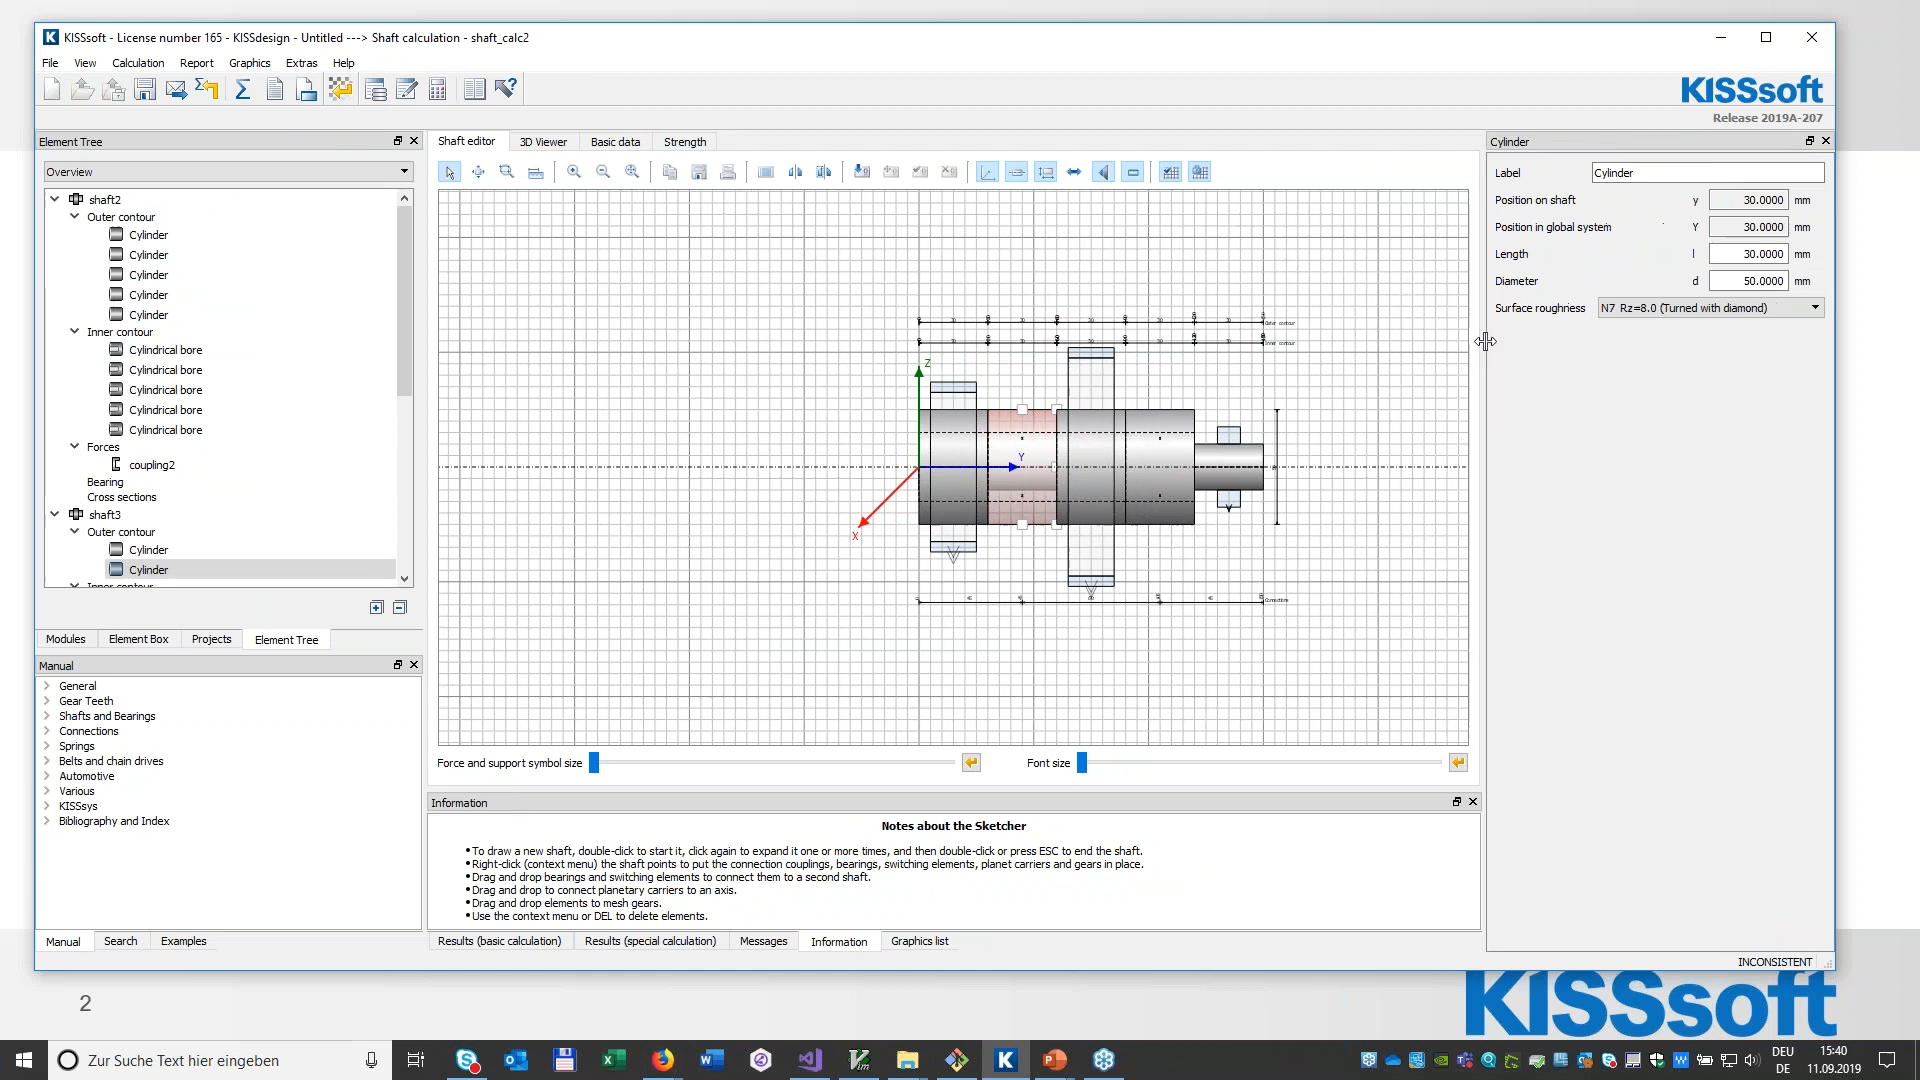 KISSsoft - License number 165 - KISSdesign - Untitled ---> Shaft calculation - shaft_calc2
File View Calculation Report Graphics Extras Help
KISSsoft
Release 2019A-207
Element Tree
Overview
shaft2
Outer contour
Cylinder
Cylinder
Cylinder
Cylinder
Cylinder
Inner contour
Cylindrical bore
Cylindrical bore
Cylindrical bore
Cylindrical bore
Cylindrical bore
Forces
coupling2
Bearing
Cross sections
shaft3
Outer contour
Cylinder
Cylinder
Inner contour
Modules Element Box Projects Element Tree
Manual
General
Gear Teeth
Shafts and Bearings
Connections
Springs
Belts and chain drives
Automotive
Various
KISSsys
Bibliography and Index
Manual Search Examples
Shaft editor 3D Viewer Basic data Strength
Outer contour
Inner contour
Z
Y
X
Connections
Force and support symbol size
Font size
Information
Notes about the Sketcher
•To draw a new shaft, double-click to start it, click again to expand it one or more times, and then double-click or press ESC to end the shaft.
•Right-click (context menu) the shaft points to put the connection couplings, bearings, switching elements, planet carriers and gears in place.
•Drag and drop bearings and switching elements to connect them to a second shaft.
•Drag and drop to connect planetary carriers to an axis.
•Drag and drop elements to mesh gears.
•Use the context menu or DEL to delete elements.
Results (basic calculation) Results (special calculation) Messages Information Graphics list
Cylinder
Label Cylinder
Position on shaft y 30.0000 mm
Position in global system Y 30.0000 mm
Length l 30.0000 mm
Diameter d 50.0000 mm
Surface roughness N7 Rz=8.0 (Turned with diamond)
INCONSISTENT
2
KISSsoft
Zur Suche Text hier eingeben
DEU
DE
15:40
11.09.2019